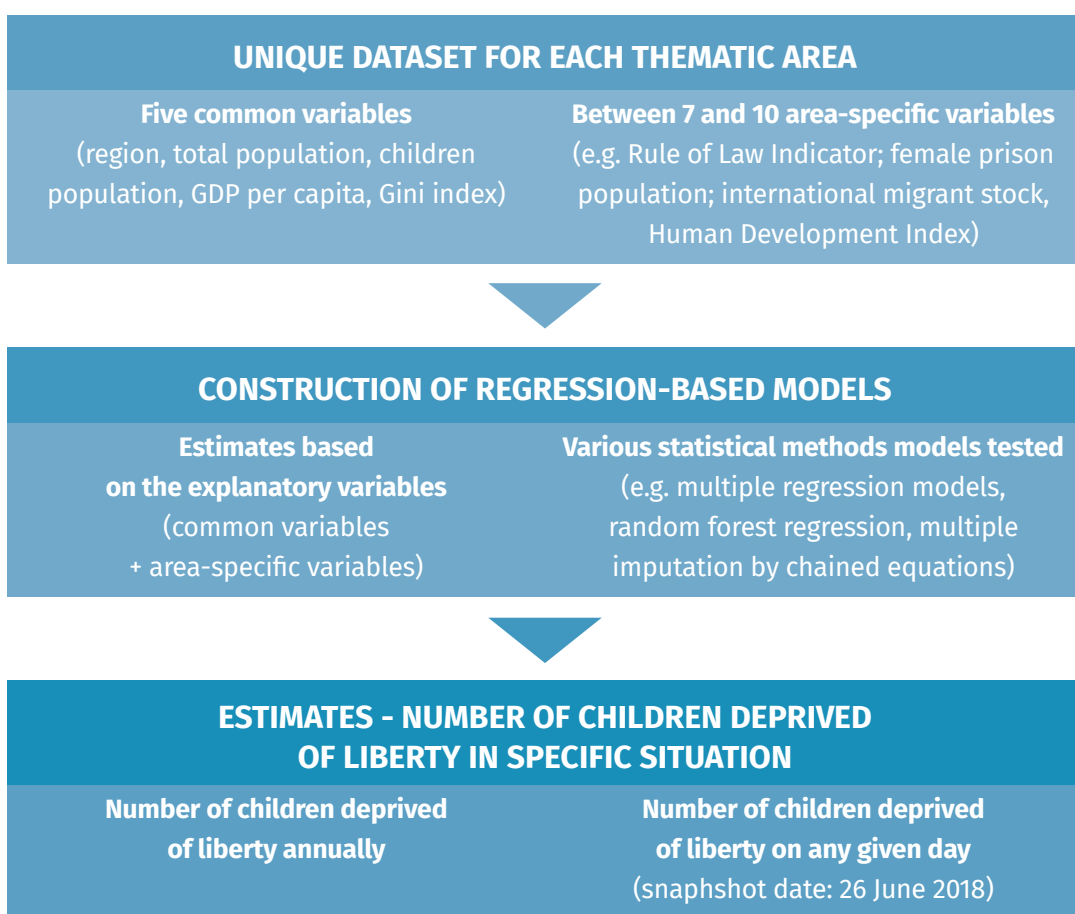 UNIQUE DATASET FOR EACH THEMATIC AREA
Five common variables
(region, total population, children
population, GDP per capita, Gini index)
Between 7 and 10 area-specific variables
(e.g. Rule of Law Indicator; female prison
population; international migrant stock,
Human Development Index)
CONSTRUCTION OF REGRESSION-BASED MODELS
Estimates based
on the explanatory variables
(common variables
+ area-specific variables)
Various statistical methods models tested
(e.g. multiple regression models,
random forest regression, multiple
imputation by chained equations)
ESTIMATES - NUMBER OF CHILDREN DEPRIVED
OF LIBERTY IN SPECIFIC SITUATION
Number of children deprived
of liberty annually
Number of children deprived
of liberty on any given day
(snaphshot date: 26 June 2018)